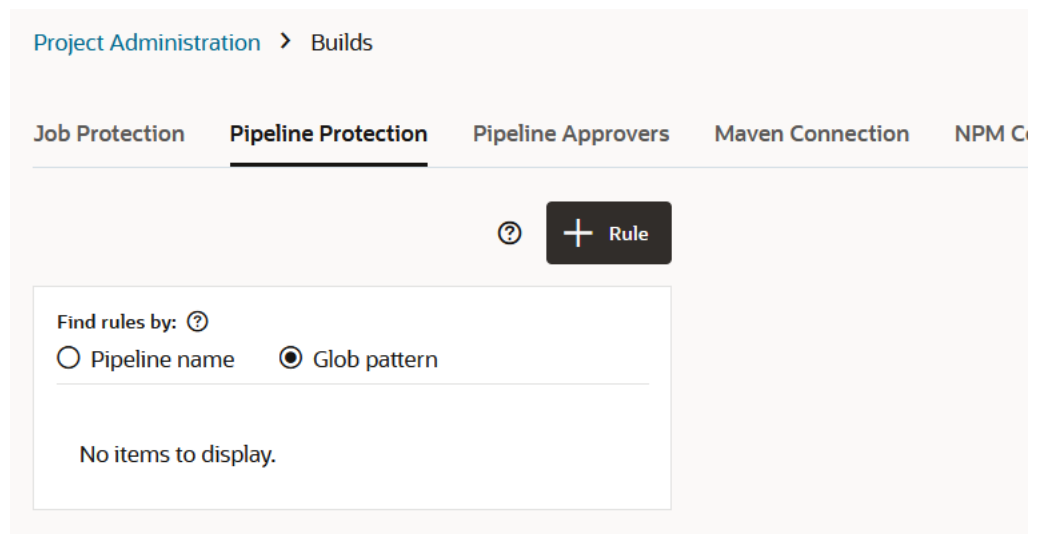 Project Administration > Builds
Job Protection Pipeline Protection Pipeline Approvers Maven Connection NPM
+ Rule
Find rules by:
Pipeline name Glob pattern
No items to display.